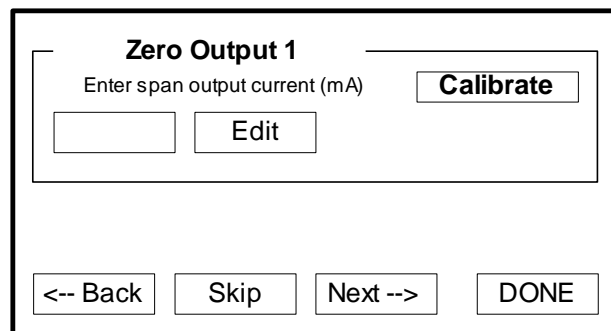 Zero Output 1
Enter span output current (mA)
Calibrate
Edit
<-- Back
Skip
Next -->
DONE